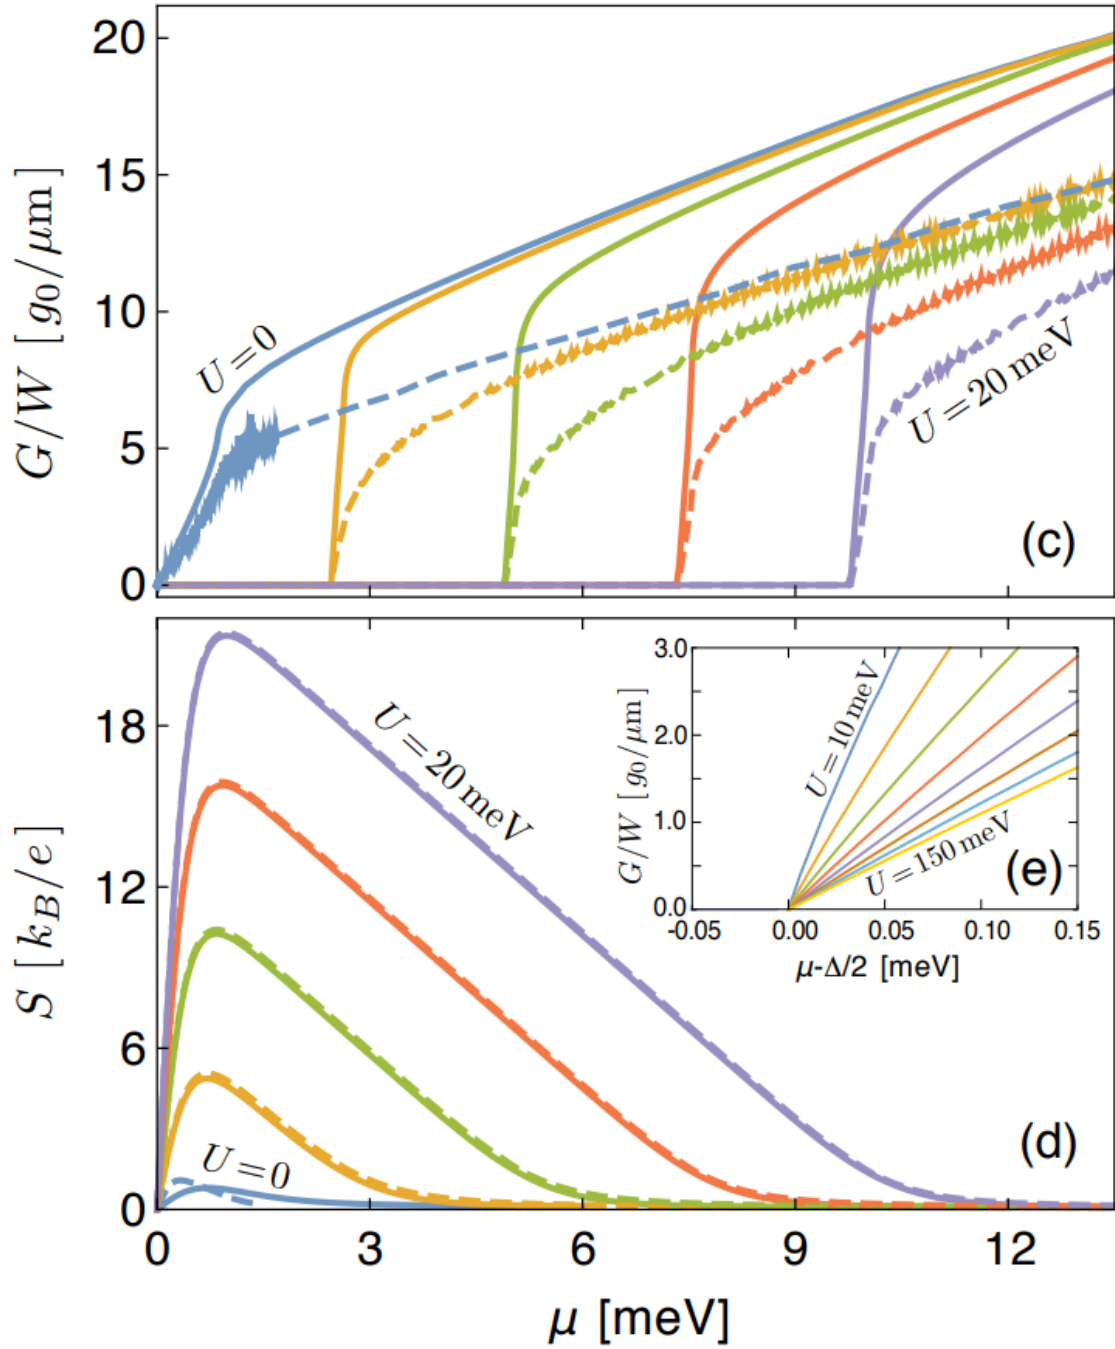 20
15
10
5
0
G/W [g₀/μm]
U = 0
U = 20 meV
(c)
18
12
6
0
S [k_B/e]
U = 20 meV
U = 0
(d)
3.0
2.0
1.0
0.0
G/W [g₀/μm]
U = 10 meV
U = 150 meV
(e)
-0.05 0.00 0.05 0.10 0.15
μ-Δ/2 [meV]
0 3 6 9 12
μ [meV]